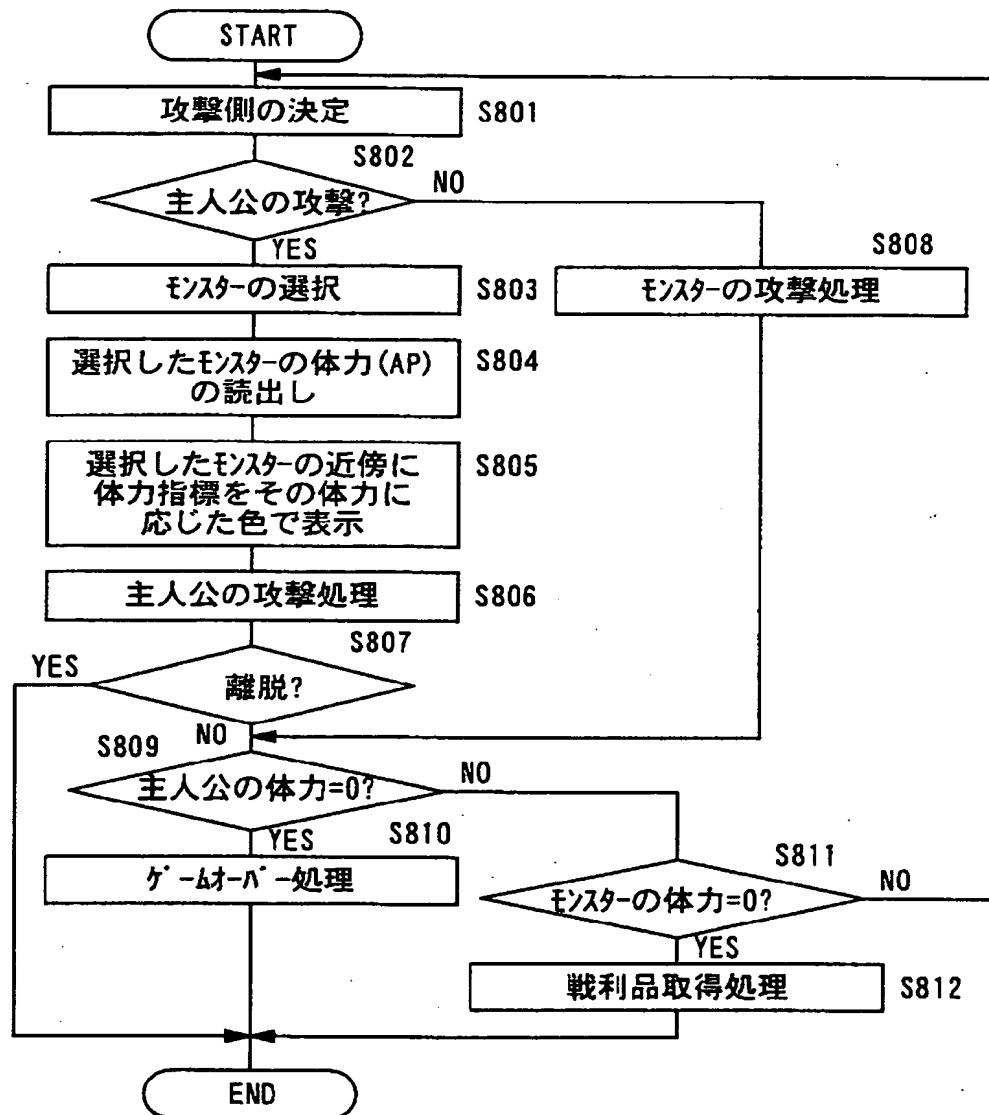 START
攻撃側の決定
S801
S802
主人公の攻撃?
NO
YES
モンスターの選択
S803
S808
モンスターの攻撃処理
選択したモンスターの体力(AP)
の読出し
S804
選択したモンスターの近傍に
体力指標をその体力に
応じた色で表示
S805
主人公の攻撃処理
S806
S807
YES
離脱?
NO
S809
主人公の体力=0?
NO
YES
S810
ゲームオーバー処理
S811
モンスターの体力=0?
NO
YES
戦利品取得処理
S812
END